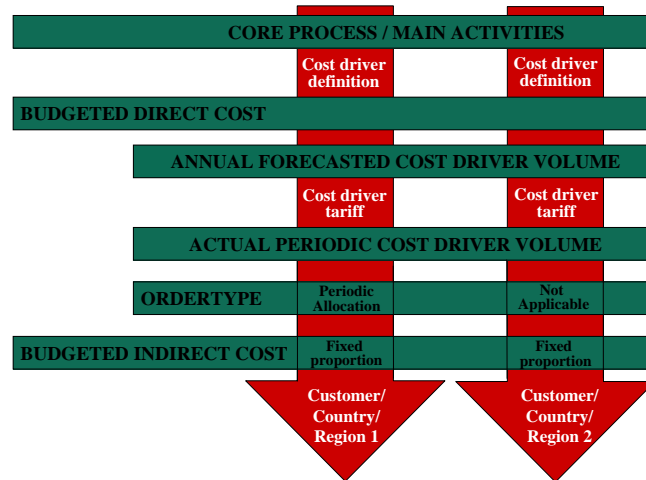 CORE PROCESS / MAIN ACTIVITIES
Cost driver
definition
Cost driver
definition
BUDGETED DIRECT COST
ANNUAL FORECASTED COST DRIVER VOLUME
Cost driver
tariff
Cost driver
tariff
ACTUAL PERIODIC COST DRIVER VOLUME
ORDERTYPE
Periodic
Allocation
Not
Applicable
BUDGETED INDIRECT COST
Fixed
proportion
Fixed
proportion
Customer/
Country/
Region 1
Customer/
Country/
Region 2